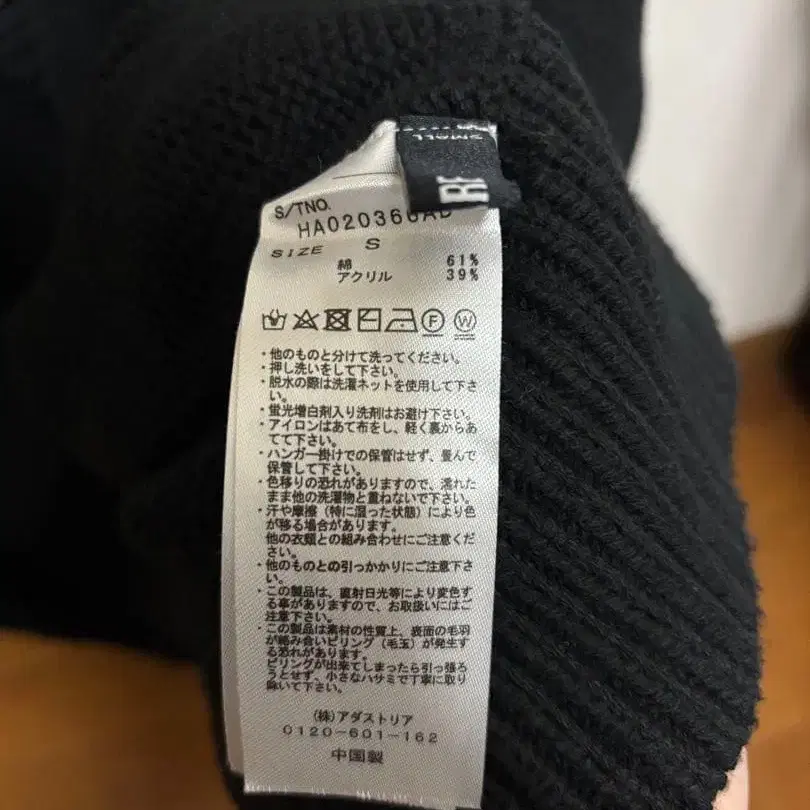 SMALL
RE
S/TNO.
HA020366AD
SIZE S
綿 61%
アクリル 39%
F W
・他のものと分けて洗ってください。
・押し洗いをして下さい。
・脱水の際は洗濯ネットを使用して下さ
い。
・蛍光増白剤入り洗剤はお避け下さい。
・アイロンはあて布をし、軽く裏からあ
てて下さい。
・ハンガー掛けでの保管はせず、畳んで
保管して下さい。
・色移りの恐れがありますので、濡れた
まま他の洗濯物と重ねないで下さい。
・汗や摩擦（特に湿った状態）により色
が移る場合があります。
他の衣類との組み合わせにご注意くだ
さい。
・他のものとの引っかかりにご注意下さ
い。
・この製品は、直射日光等により変色す
る事がありますので、お取扱いにはご
注意下さい。
・この製品は素材の性質上、表面の毛羽
が絡み合いピリング（毛玉）が発生す
る恐れがあります。
ピリングが出来てしまったら引っ張ろ
うとせず、小さなハサミで丁寧に取り
除いて下さい。
（株）アダストリア
0120-601-162
中国製